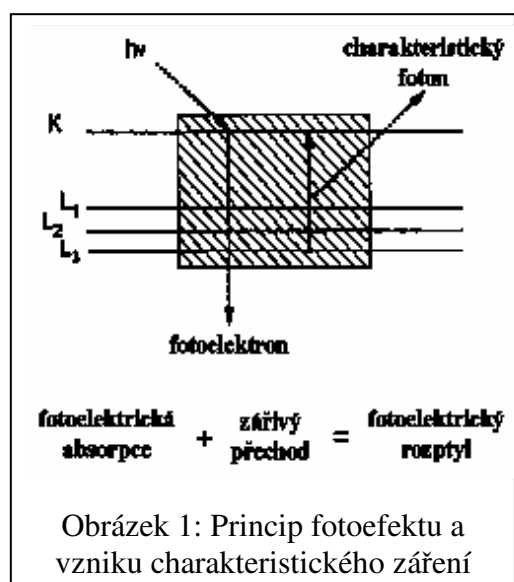 hν
charakteristický
foton
K
L₁
L₂
L₃
fotoelektron
fotoelektrická + zářivý = fotoelektrický
absorpce přechod rozptyl
Obrázek 1: Princip fotoefektu a
vzniku charakteristického záření